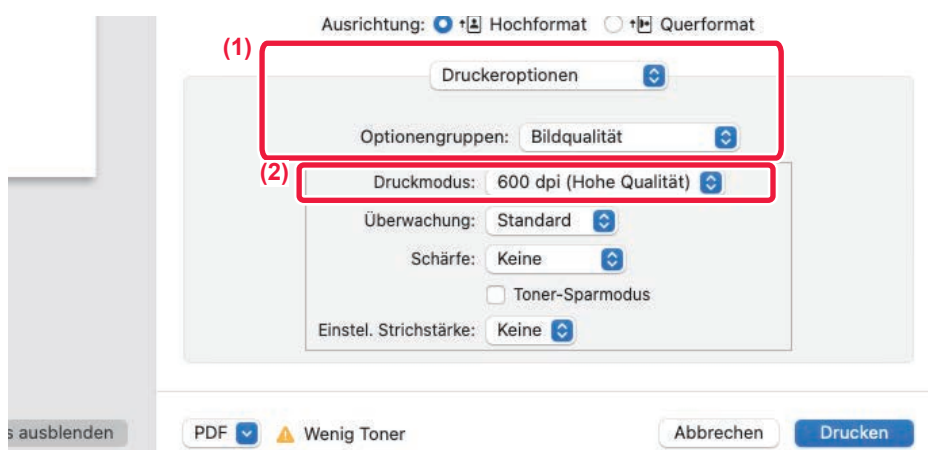 Ausrichtung: Hochformat Querformat
(1)
Druckeroptionen
Optionengruppen: Bildqualität
(2)
Druckmodus: 600 dpi (Hohe Qualität)
Überwachung: Standard
Schärfe: Keine
Toner-Sparmodus
Einstel. Strichstärke: Keine
s ausblenden PDF Wenig Toner Abbrechen Drucken